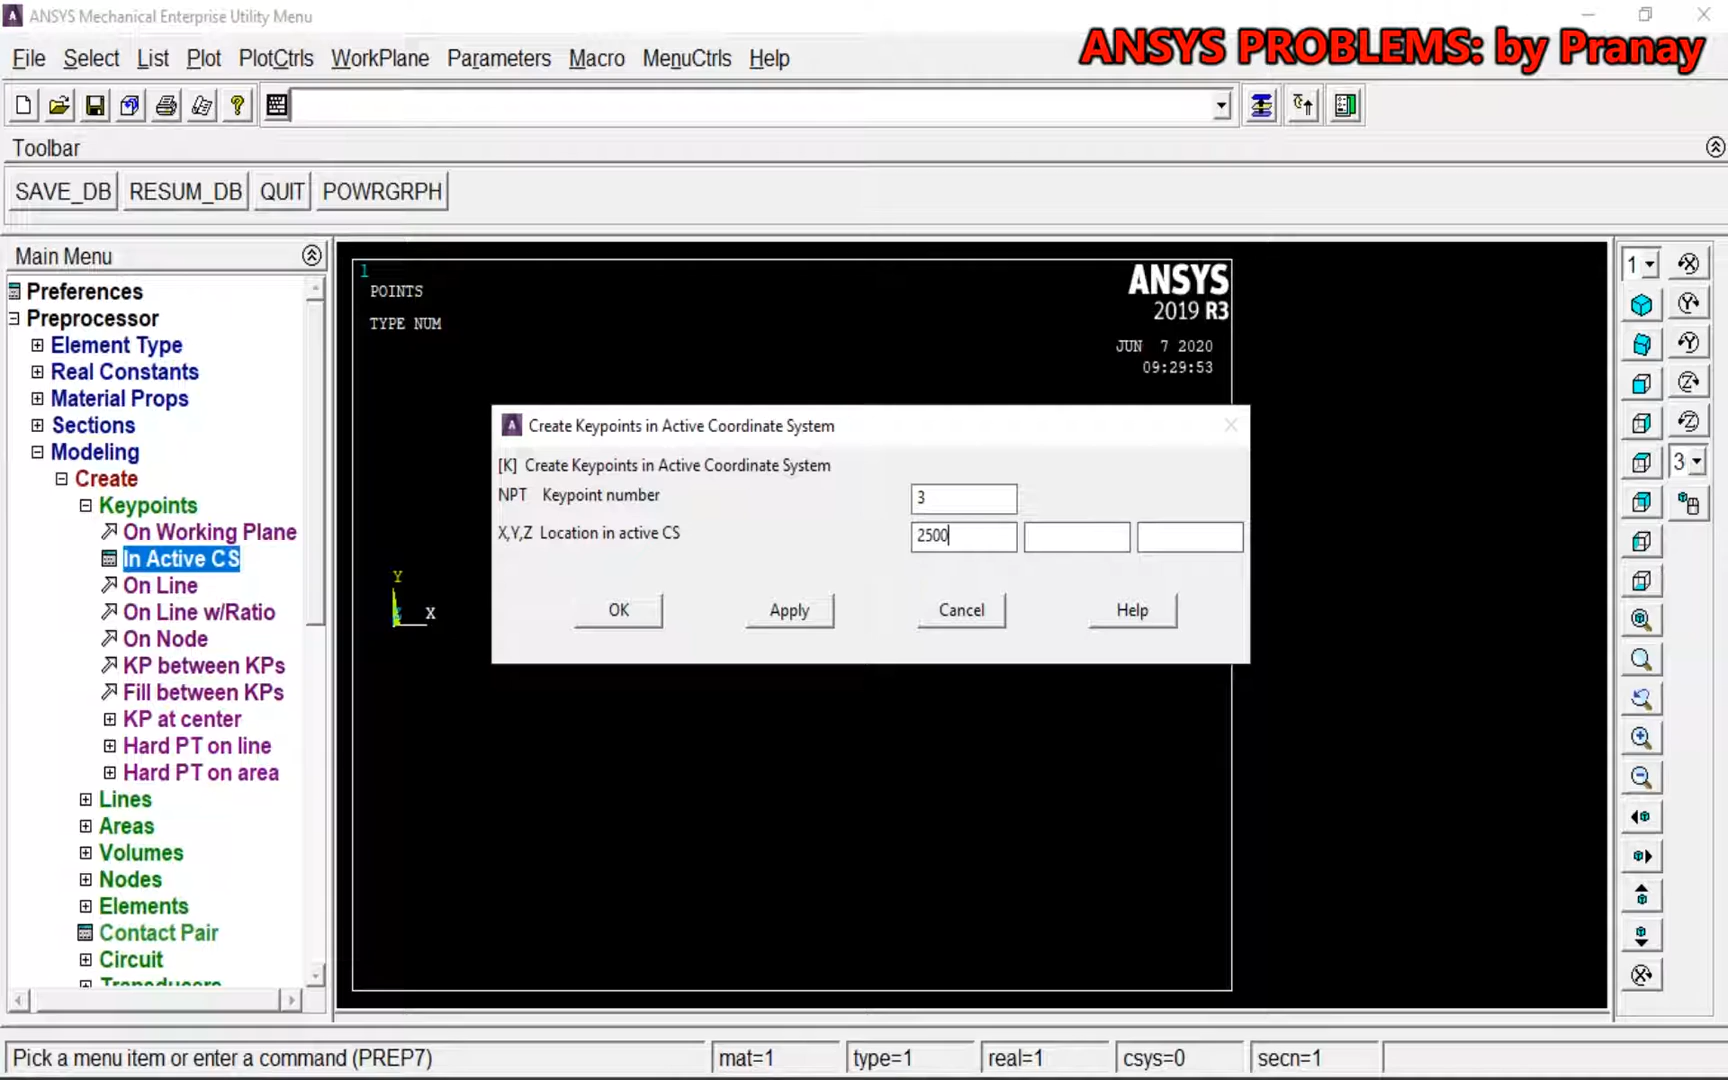 ANSYS Mechanical Enterprise Utility Menu
ANSYS PROBLEMS: by Pranay
File Select List Plot PlotCtrls WorkPlane Parameters Macro MenuCtrls Help
Toolbar
SAVE_DB RESUM_DB QUIT POWRGRPH
Main Menu
Preferences
Preprocessor
Element Type
Real Constants
Material Props
Sections
Modeling
Create
Keypoints
On Working Plane
In Active CS
On Line
On Line w/Ratio
On Node
KP between KPs
Fill between KPs
KP at center
Hard PT on line
Hard PT on area
Lines
Areas
Volumes
Nodes
Elements
Contact Pair
Circuit
Transducers
1
POINTS
TYPE NUM
ANSYS
2019 R3
JUN 7 2020
09:29:53
Y
X
Create Keypoints in Active Coordinate System
[K] Create Keypoints in Active Coordinate System
NPT Keypoint number 3
X,Y,Z Location in active CS 2500
OK Apply Cancel Help
1
3
Pick a menu item or enter a command (PREP7) mat=1 type=1 real=1 csys=0 secn=1